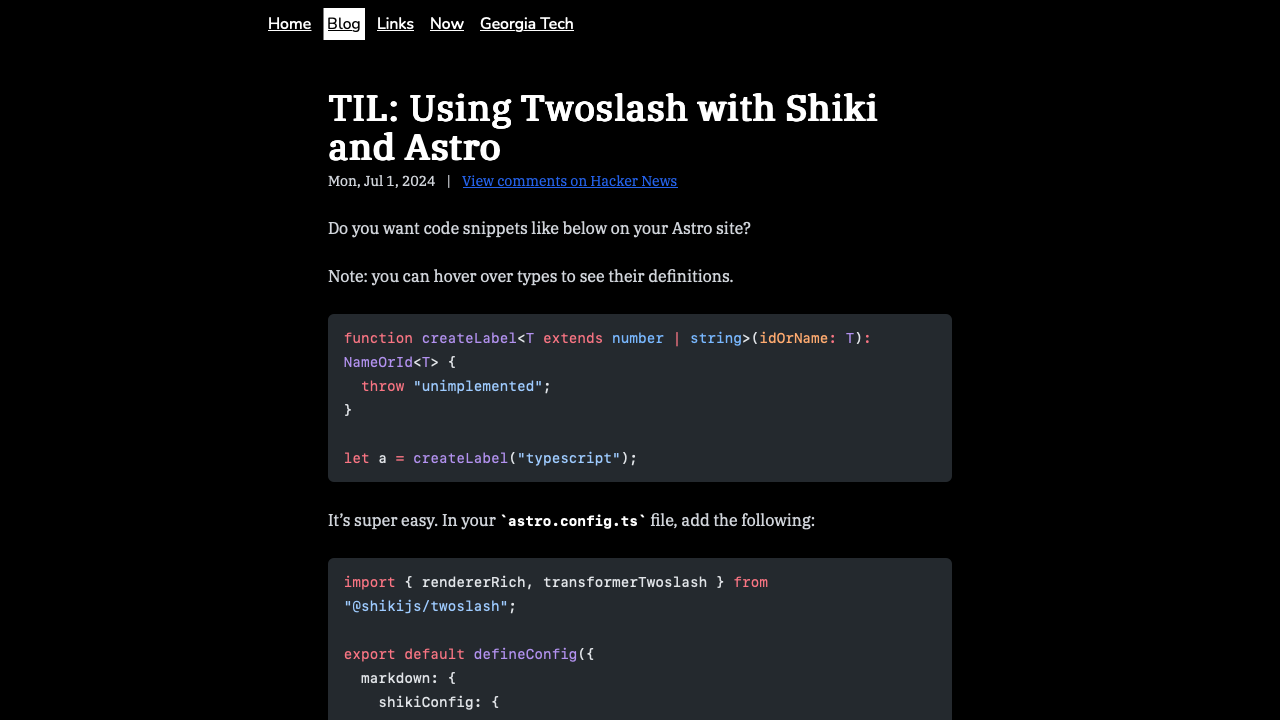 Home Blog Links Now Georgia Tech
TIL: Using Twoslash with Shiki
and Astro
Mon, Jul 1, 2024 | View comments on Hacker News
Do you want code snippets like below on your Astro site?
Note: you can hover over types to see their definitions.
function createLabel<T extends number | string>(idOrName: T):
NameOrId<T> {
  throw "unimplemented";
}
let a = createLabel("typescript");
It’s super easy. In your `astro.config.ts` file, add the following:
import { rendererRich, transformerTwoslash } from
"@shikijs/twoslash";
export default defineConfig({
  markdown: {
    shikiConfig: {